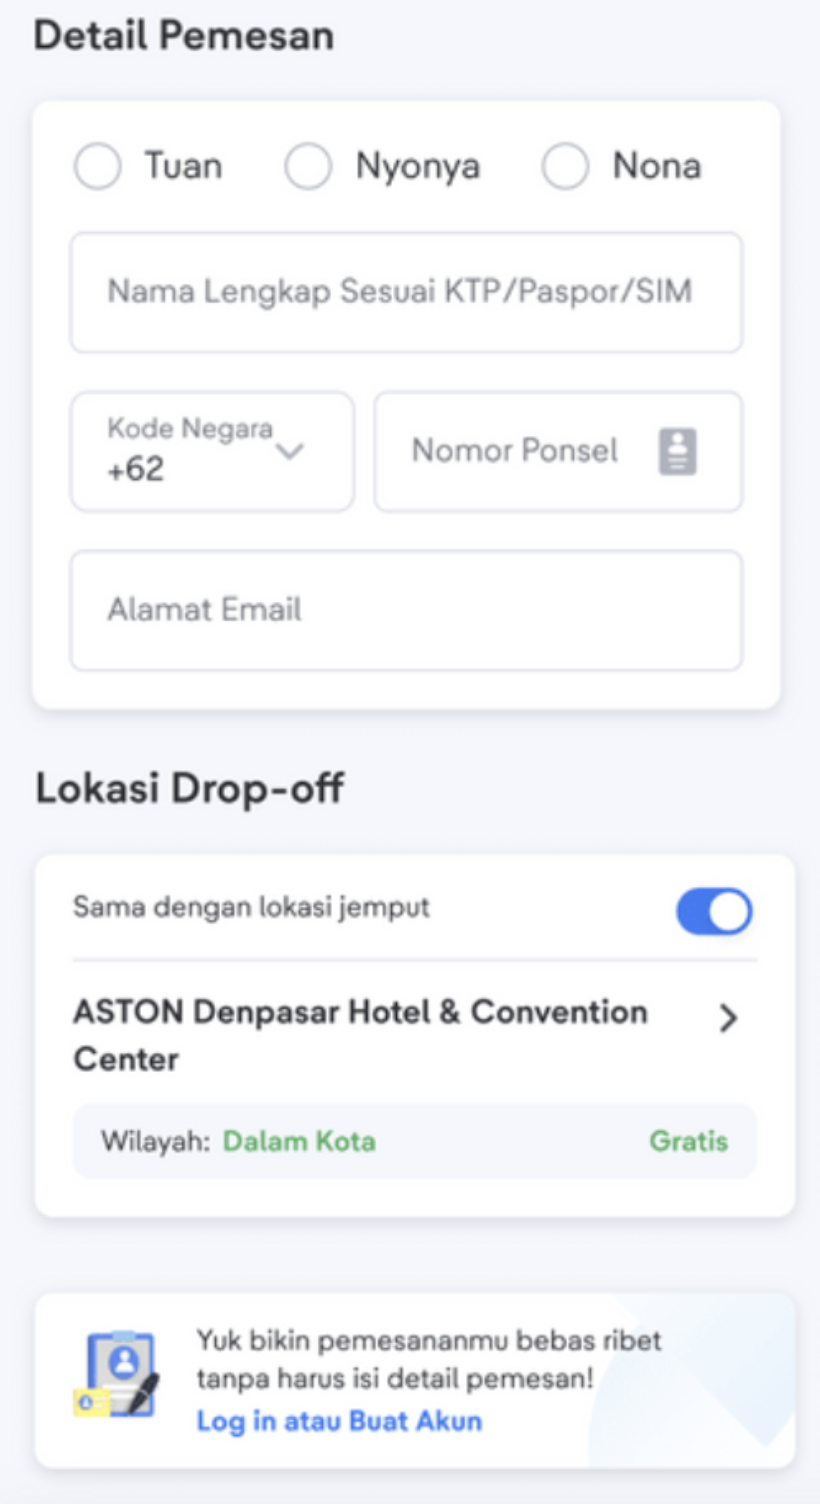 Detail Pemesan
Tuan Nyonya Nona
Nama Lengkap Sesuai KTP/Paspor/SIM
Kode Negara
+62
Nomor Ponsel
Alamat Email
Lokasi Drop-off
Sama dengan lokasi jemput
ASTON Denpasar Hotel & Convention
Center
Wilayah: Dalam Kota Gratis
Yuk bikin pemesananmu bebas ribet
tanpa harus isi detail pemesan!
Log in atau Buat Akun